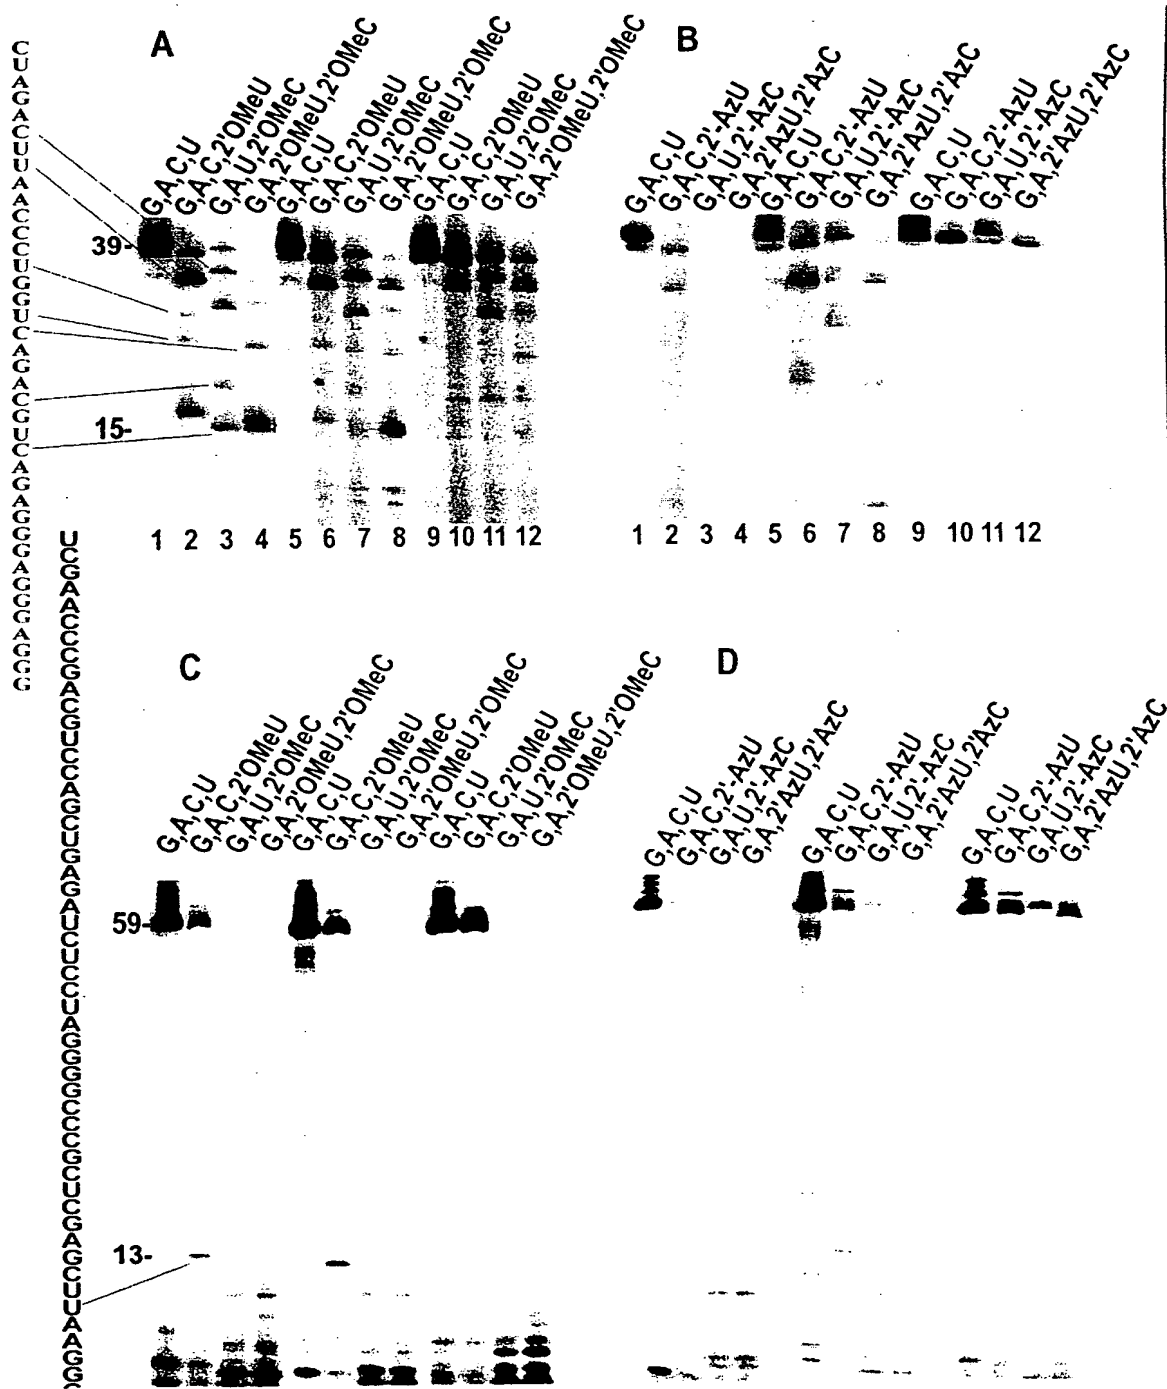 CUAGACUUAACCCUGGUCAGACGUCAGAGGGAGGGAGGG
A
G,A,C,U
G,A,C,2'OMeU
G,A,U,2'OMeC
G,A,2'OMeU,2'OMeC
G,A,C,U
G,A,C,2'OMeU
G,A,U,2'OMeC
G,A,2'OMeU,2'OMeC
G,A,C,U
G,A,C,2'OMeU
G,A,U,2'OMeC
G,A,2'OMeU,2'OMeC
39-
15-
1 2 3 4 5 6 7 8 9 10 11 12
B
G,A,C,U
G,A,C,2'-AzU
G,A,U,2'-AzC
G,A,2'AzU,2'AzC
G,A,C,U
G,A,C,2'-AzU
G,A,U,2'-AzC
G,A,2'AzU,2'AzC
G,A,C,U
G,A,C,2'-AzU
G,A,U,2'-AzC
G,A,2'AzU,2'AzC
1 2 3 4 5 6 7 8 9 10 11 12
UCGAACCCGACGUCCAGCUGAGAUCUCCUAGGGGCCCGCUCGAGCUUAAGGC
C
G,A,C,U
G,A,C,2'OMeU
G,A,U,2'OMeC
G,A,2'OMeU,2'OMeC
G,A,C,U
G,A,C,2'OMeU
G,A,U,2'OMeC
G,A,2'OMeU,2'OMeC
G,A,C,U
G,A,C,2'OMeU
G,A,U,2'OMeC
G,A,2'OMeU,2'OMeC
59-
13-
D
G,A,C,U
G,A,C,2'-AzU
G,A,U,2'-AzC
G,A,2'AzU,2'AzC
G,A,C,U
G,A,C,2'-AzU
G,A,U,2'-AzC
G,A,2'AzU,2'AzC
G,A,C,U
G,A,C,2'-AzU
G,A,U,2'-AzC
G,A,2'AzU,2'AzC